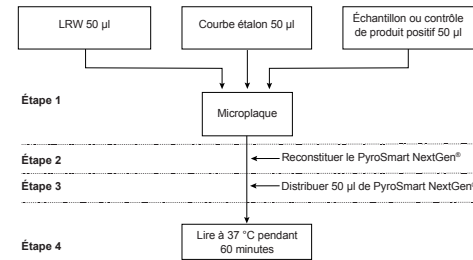 LRW 50 µl
Courbe étalon 50 µl
Échantillon ou contrôle
de produit positif 50 µl
Étape 1
Microplaque
Étape 2
Reconstituer le PyroSmart NextGen®
Étape 3
Distribuer 50 µl de PyroSmart NextGen®
Étape 4
Lire à 37 °C pendant
60 minutes